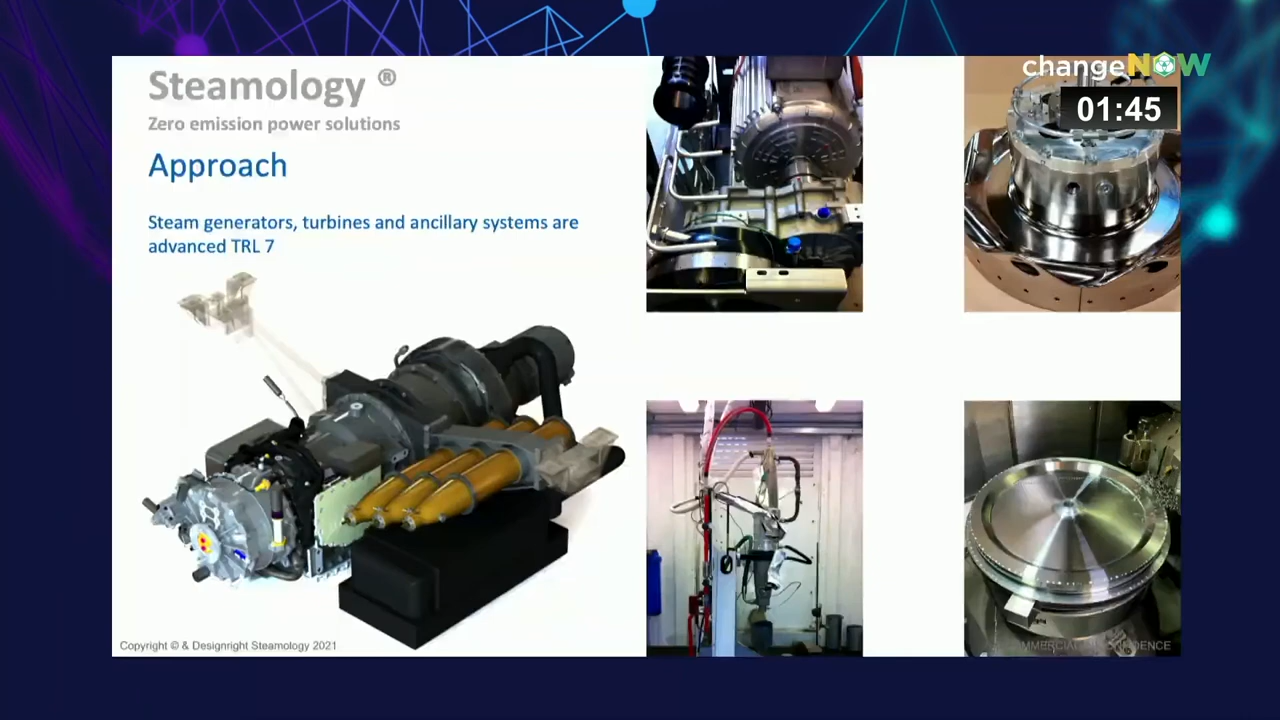 Steamology ®
Zero emission power solutions
Approach
Steam generators, turbines and ancillary systems are
advanced TRL 7
changeNOW
01:45
Copyright © & Designright Steamology 2021